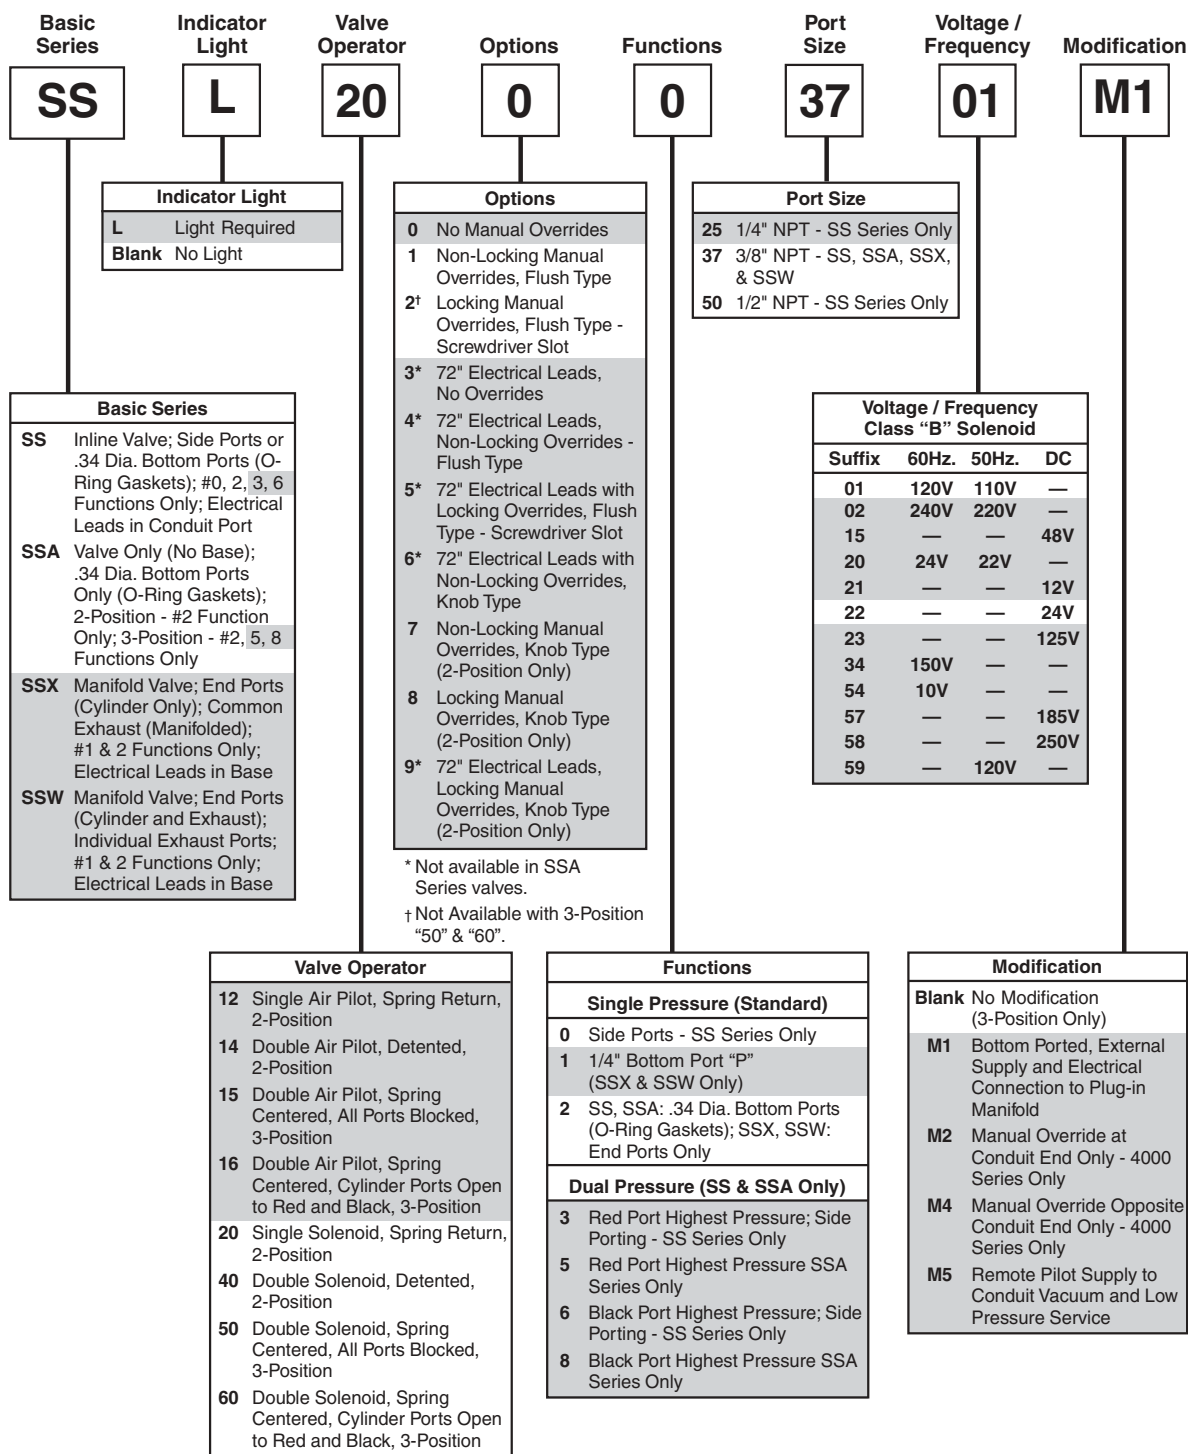 Basic
Series
Indicator
Light
Valve
Operator
Options
Functions
Port
Size
Voltage /
Frequency
Modification
SS
L
20
0
0
37
01
M1
Indicator Light
L Light Required
Blank No Light
Options
0 No Manual Overrides
1 Non-Locking Manual
Overrides, Flush Type
2† Locking Manual
Overrides, Flush Type -
Screwdriver Slot
3* 72" Electrical Leads,
No Overrides
4* 72" Electrical Leads,
Non-Locking Overrides -
Flush Type
5* 72" Electrical Leads with
Locking Overrides, Flush
Type - Screwdriver Slot
6* 72" Electrical Leads with
Non-Locking Overrides,
Knob Type
7 Non-Locking Manual
Overrides, Knob Type
(2-Position Only)
8 Locking Manual
Overrides, Knob Type
(2-Position Only)
9* 72" Electrical Leads,
Locking Manual
Overrides, Knob Type
(2-Position Only)
* Not available in SSA
Series valves.
† Not Available with 3-Position
“50” & “60”.
Port Size
25 1/4" NPT - SS Series Only
37 3/8" NPT - SS, SSA, SSX,
& SSW
50 1/2" NPT - SS Series Only
Basic Series
SS Inline Valve; Side Ports or
.34 Dia. Bottom Ports (O-
Ring Gaskets); #0, 2, 3, 6
Functions Only; Electrical
Leads in Conduit Port
SSA Valve Only (No Base);
.34 Dia. Bottom Ports
Only (O-Ring Gaskets);
2-Position - #2 Function
Only; 3-Position - #2, 5, 8
Functions Only
SSX Manifold Valve; End Ports
(Cylinder Only); Common
Exhaust (Manifolded);
#1 & 2 Functions Only;
Electrical Leads in Base
SSW Manifold Valve; End Ports
(Cylinder and Exhaust);
Individual Exhaust Ports;
#1 & 2 Functions Only;
Electrical Leads in Base
Voltage / Frequency
Class “B” Solenoid
Suffix 60Hz. 50Hz. DC
01 120V 110V —
02 240V 220V —
15 — — 48V
20 24V 22V —
21 — — 12V
22 — — 24V
23 — — 125V
34 150V — —
54 10V — —
57 — — 185V
58 — — 250V
59 — 120V —
Valve Operator
12 Single Air Pilot, Spring Return,
2-Position
14 Double Air Pilot, Detented,
2-Position
15 Double Air Pilot, Spring
Centered, All Ports Blocked,
3-Position
16 Double Air Pilot, Spring
Centered, Cylinder Ports Open
to Red and Black, 3-Position
20 Single Solenoid, Spring Return,
2-Position
40 Double Solenoid, Detented,
2-Position
50 Double Solenoid, Spring
Centered, All Ports Blocked,
3-Position
60 Double Solenoid, Spring
Centered, Cylinder Ports Open
to Red and Black, 3-Position
Functions
Single Pressure (Standard)
0 Side Ports - SS Series Only
1 1/4" Bottom Port “P”
(SSX & SSW Only)
2 SS, SSA: .34 Dia. Bottom Ports
(O-Ring Gaskets); SSX, SSW:
End Ports Only
Dual Pressure (SS & SSA Only)
3 Red Port Highest Pressure; Side
Porting - SS Series Only
5 Red Port Highest Pressure SSA
Series Only
6 Black Port Highest Pressure; Side
Porting - SS Series Only
8 Black Port Highest Pressure SSA
Series Only
Modification
Blank No Modification
(3-Position Only)
M1 Bottom Ported, External
Supply and Electrical
Connection to Plug-in
Manifold
M2 Manual Override at
Conduit End Only - 4000
Series Only
M4 Manual Override Opposite
Conduit End Only - 4000
Series Only
M5 Remote Pilot Supply to
Conduit Vacuum and Low
Pressure Service